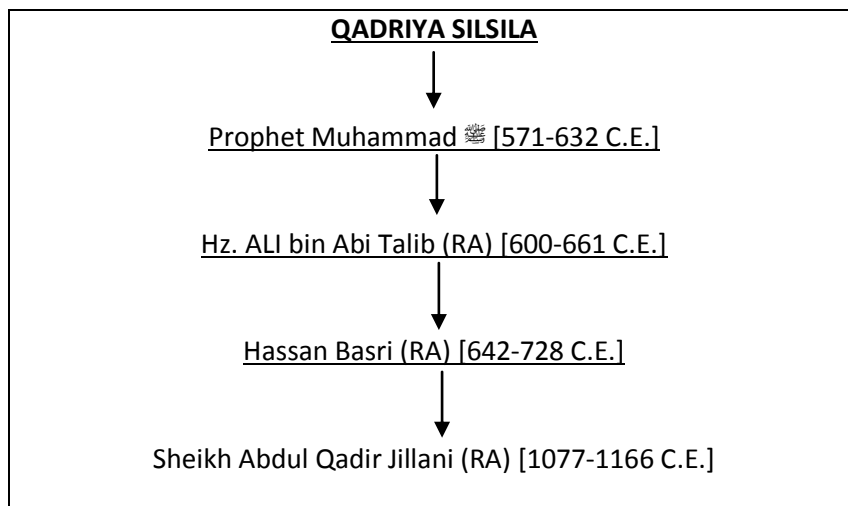 QADRIYA SILSILA
Prophet Muhammad ﷺ [571-632 C.E.]
Hz. ALI bin Abi Talib (RA) [600-661 C.E.]
Hassan Basri (RA) [642-728 C.E.]
Sheikh Abdul Qadir Jillani (RA) [1077-1166 C.E.]